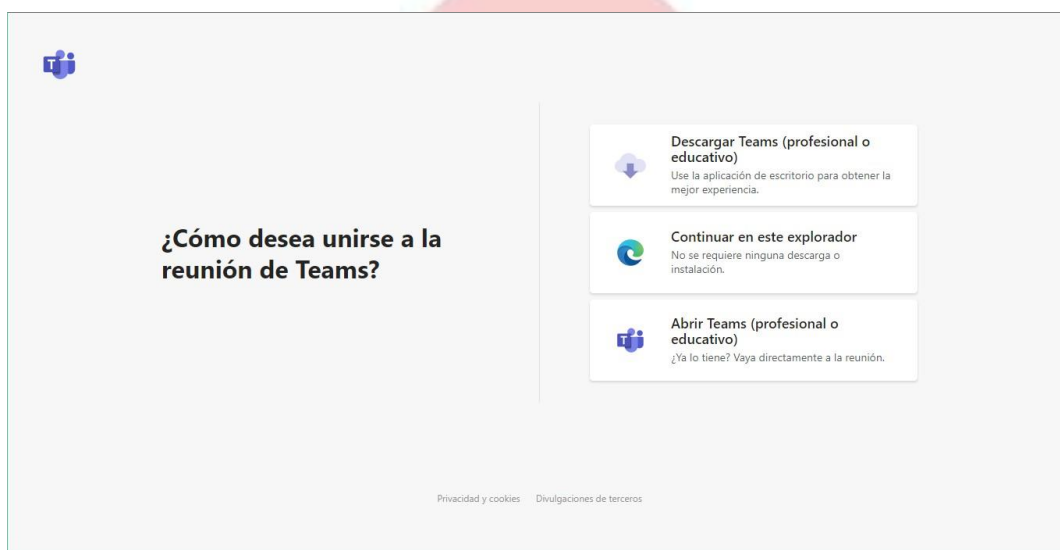 ¿Cómo desea unirse a la
reunión de Teams?
Descargar Teams (profesional o
educativo)
Use la aplicación de escritorio para obtener la
mejor experiencia.
Continuar en este explorador
No se requiere ninguna descarga o
instalación.
Abrir Teams (profesional o
educativo)
¿Ya lo tiene? Vaya directamente a la reunión.
Privacidad y cookies Divulgaciones de terceros